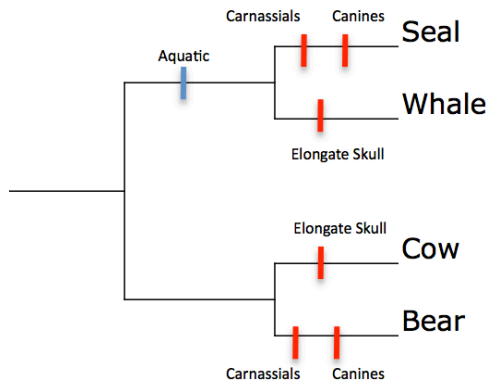 Carnassials Canines
Seal
Aquatic
Whale
Elongate Skull
Elongate Skull
Cow
Bear
Carnassials Canines